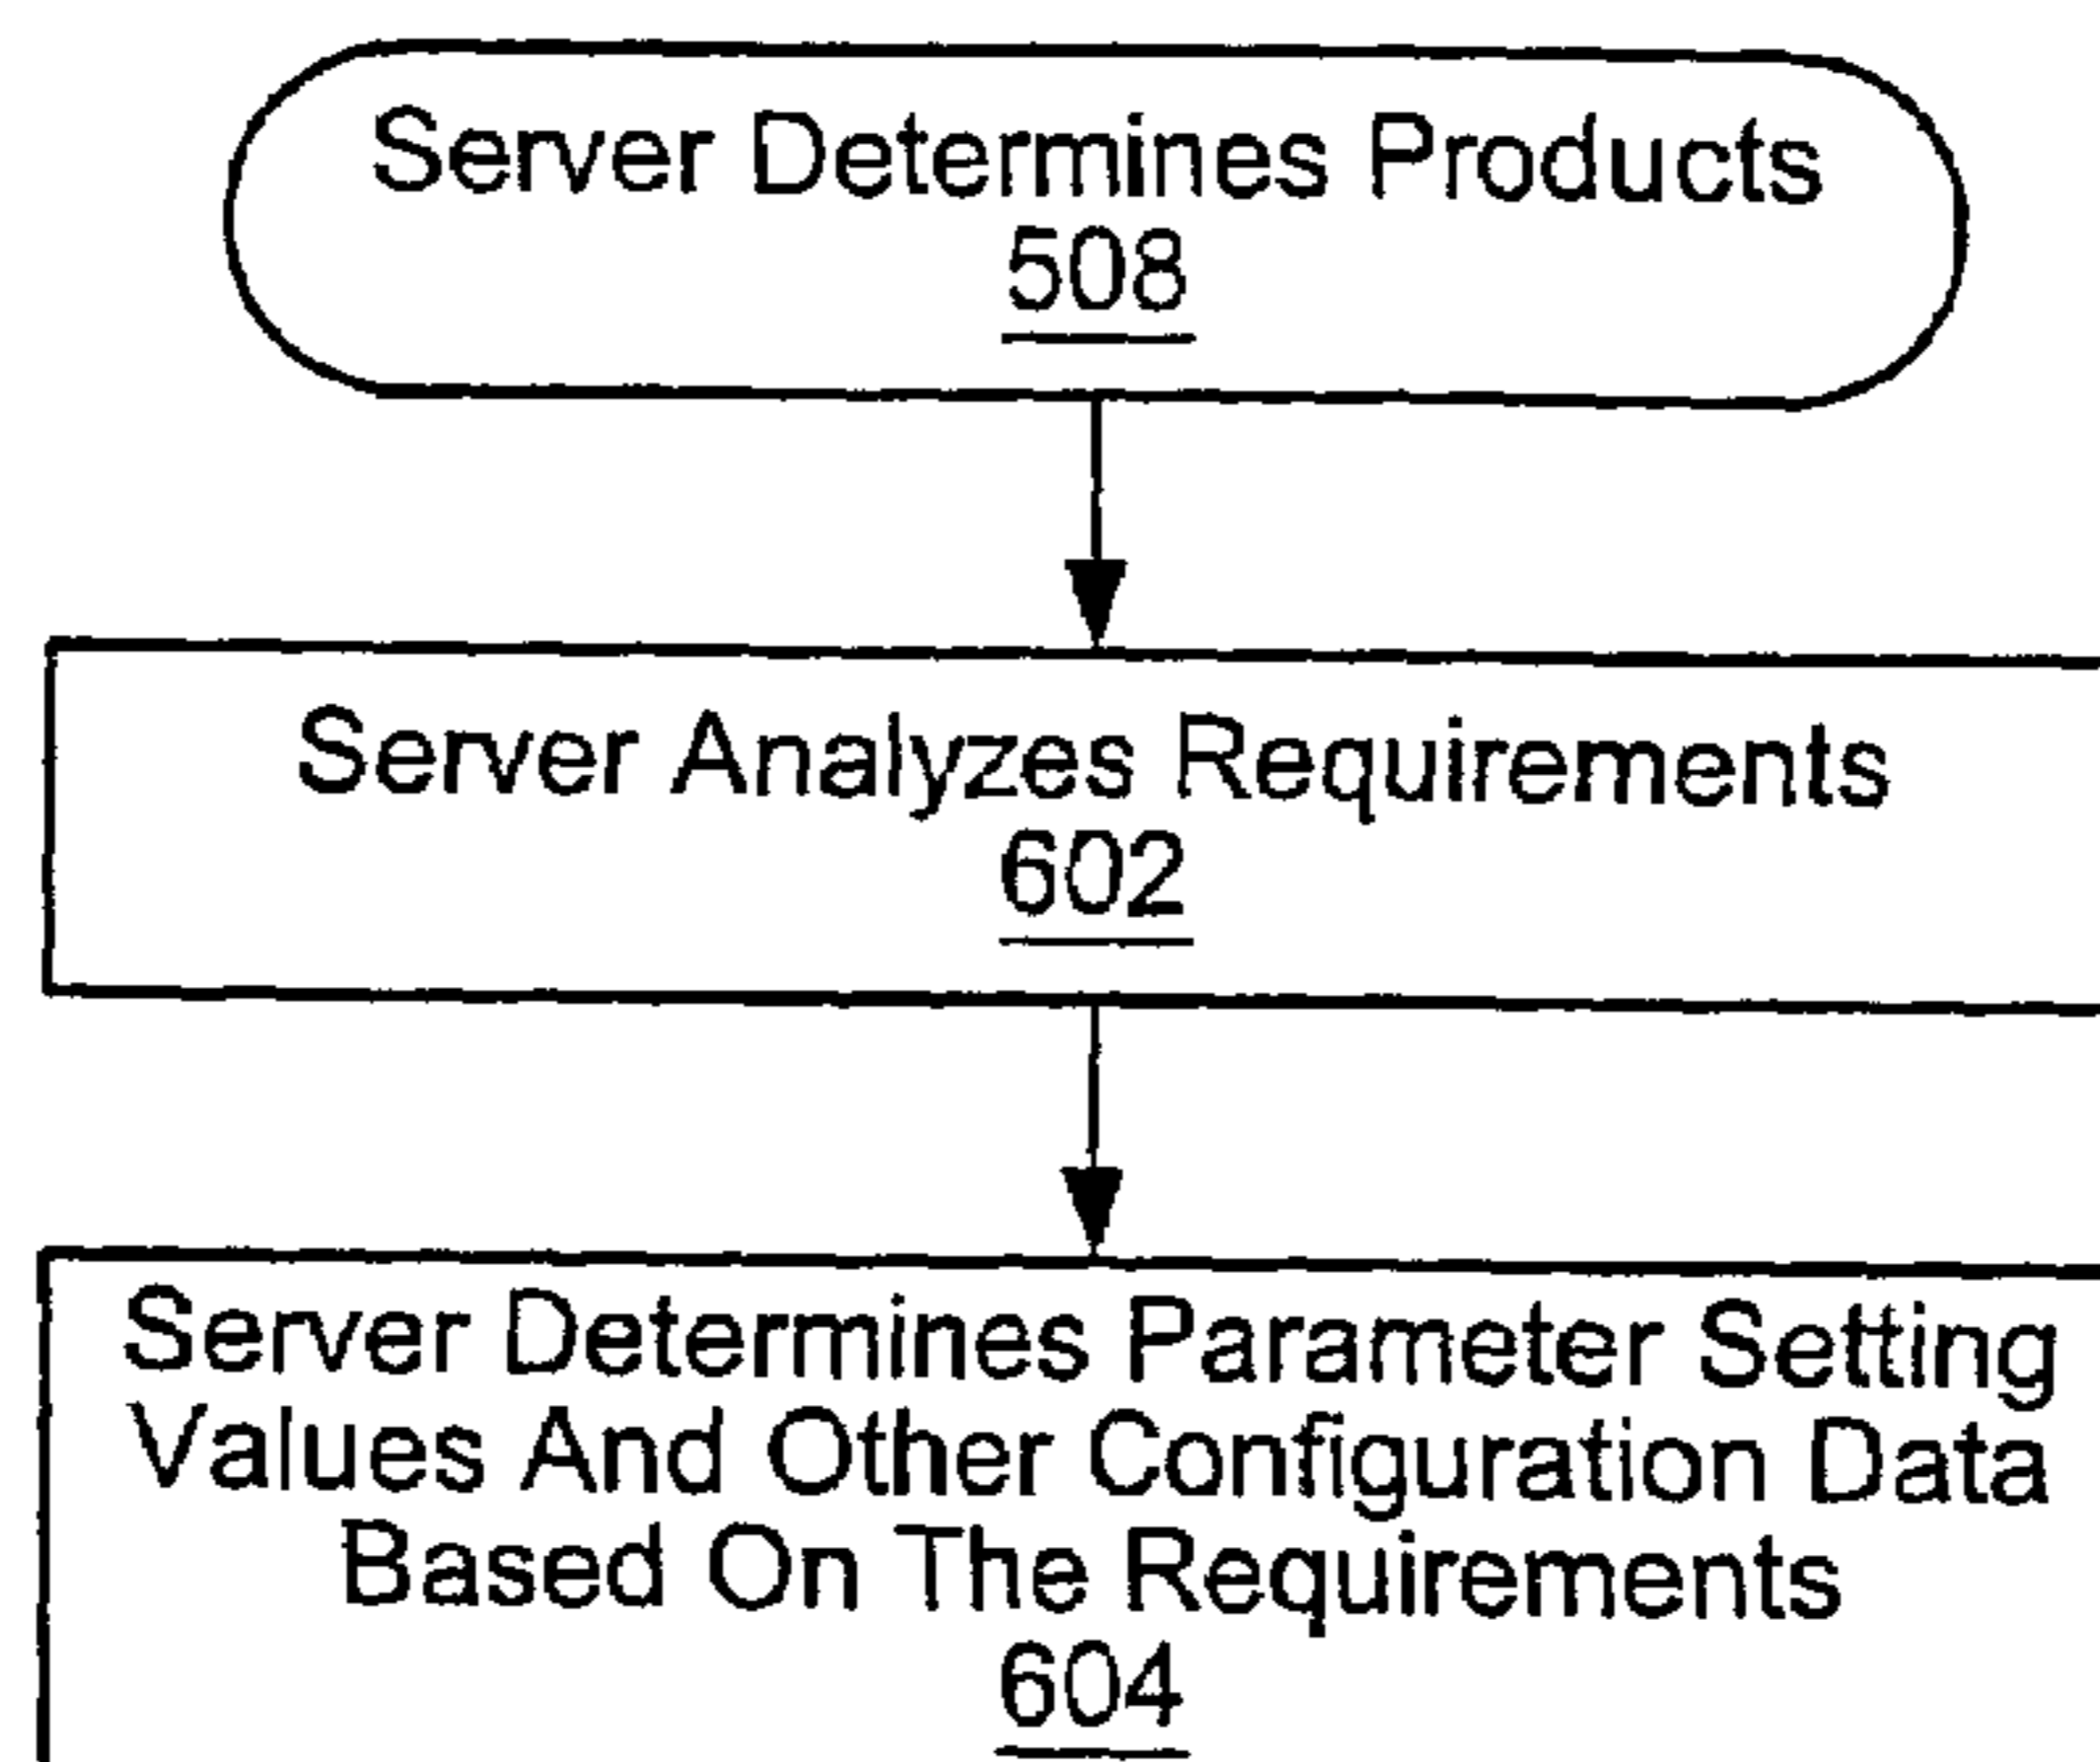 Server Determines Products
508
Server Analyzes Requirements
602
Server Determines Parameter Setting
Values And Other Configuration Data
Based On The Requirements
604